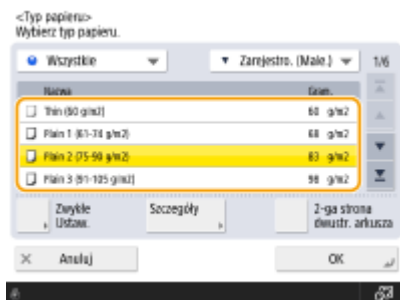 <Typ papieru>
Wybierz typ papieru.
Wszystkie
Zarejestro. (Male.)
1/6
Nazwa
Gram.
Thin (60 g/m2)
60 g/m2
Plain 1 (61-74 g/m2)
68 g/m2
Plain 2 (75-90 g/m2)
83 g/m2
Plain 3 (91-105 g/m2)
98 g/m2
Zwykłe
Ustaw.
Szczegóły
2-ga strona
dwustr. arkusza
Anuluj
OK